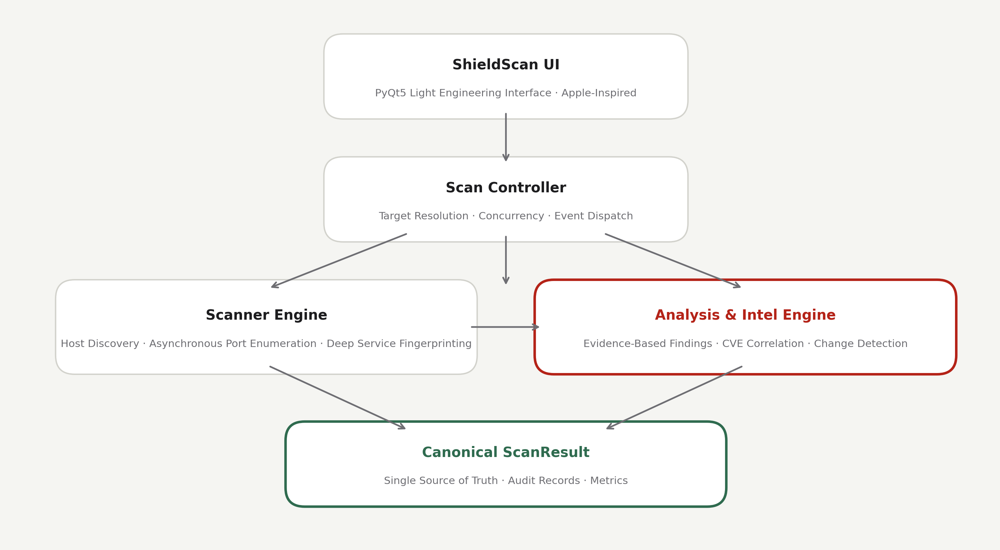 ShieldScan UI
PyQt5 Light Engineering Interface · Apple-Inspired
Scan Controller
Target Resolution · Concurrency · Event Dispatch
Scanner Engine
Host Discovery · Asynchronous Port Enumeration · Deep Service Fingerprinting
Analysis & Intel Engine
Evidence-Based Findings · CVE Correlation · Change Detection
Canonical ScanResult
Single Source of Truth · Audit Records · Metrics